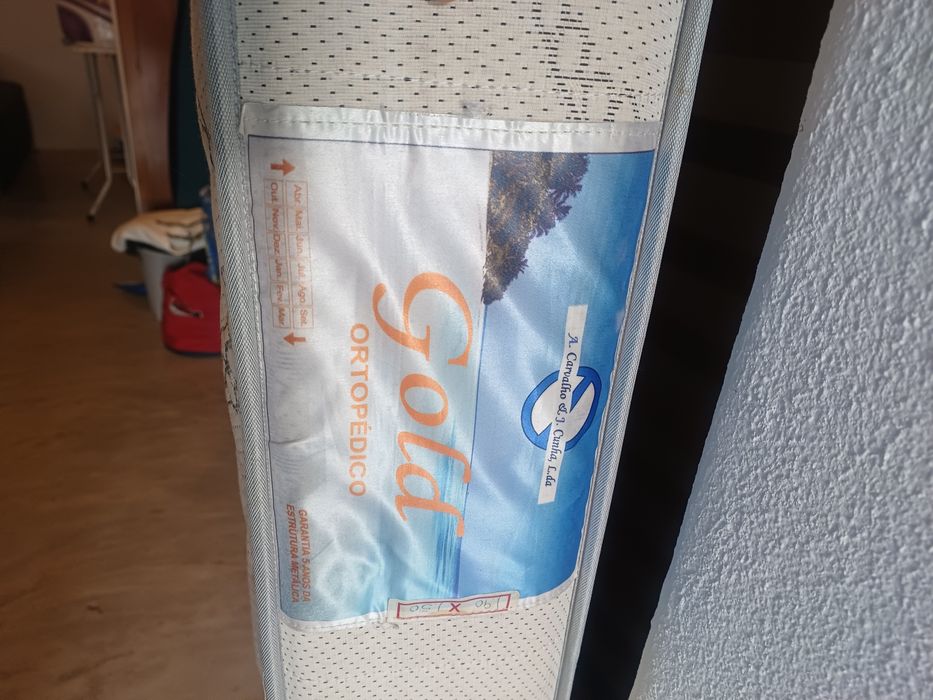 A. Carvalho & J. Cunha, L.da
Gold
ORTOPÉDICO
Abr. Mai. Jun. Jul. Ago. Set.
Out. Nov. Dez. Jan. Fev. Mar.
GARANTIA 5 ANOS DA
ESTRUTURA METÁLICA
190 X 150